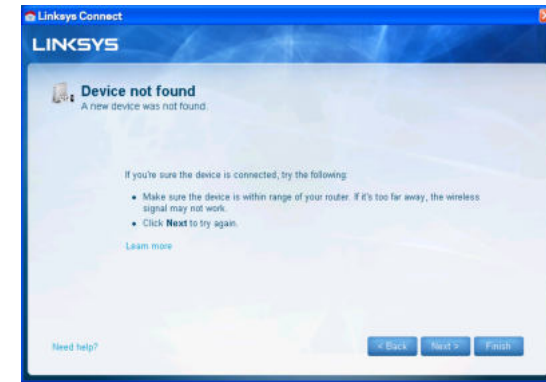 Linksys Connect
LINKSYS
Device not found
A new device was not found.
If you're sure the device is connected, try the following:
• Make sure the device is within range of your router. If it's too far away, the wireless
signal may not work.
• Click Next to try again.
Learn more
Need help?
< Back Next > Finish